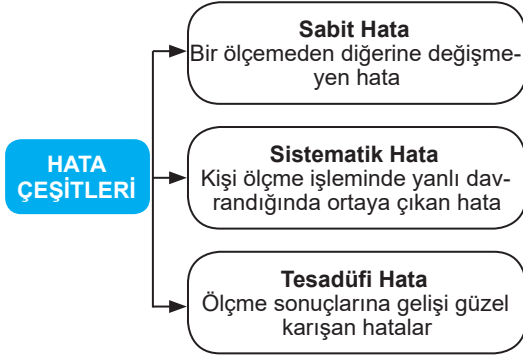 Sabit Hata
Bir ölçemeden diğerine değişme-
yen hata
HATA
ÇEŞİTLERİ
Sistematik Hata
Kişi ölçme işleminde yanlı dav-
randığında ortaya çıkan hata
Tesadüfi Hata
Ölçme sonuçlarına gelişi güzel
karışan hatalar